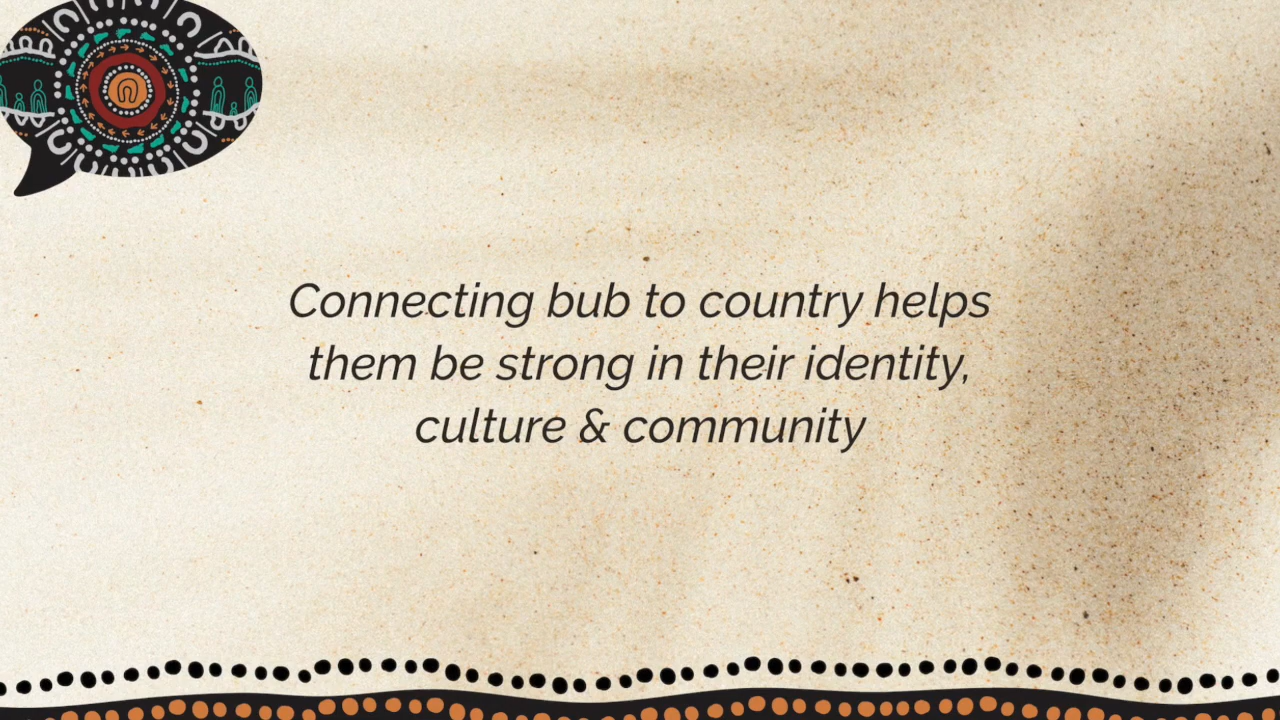 Connecting bub to country helps
them be strong in their identity,
culture & community